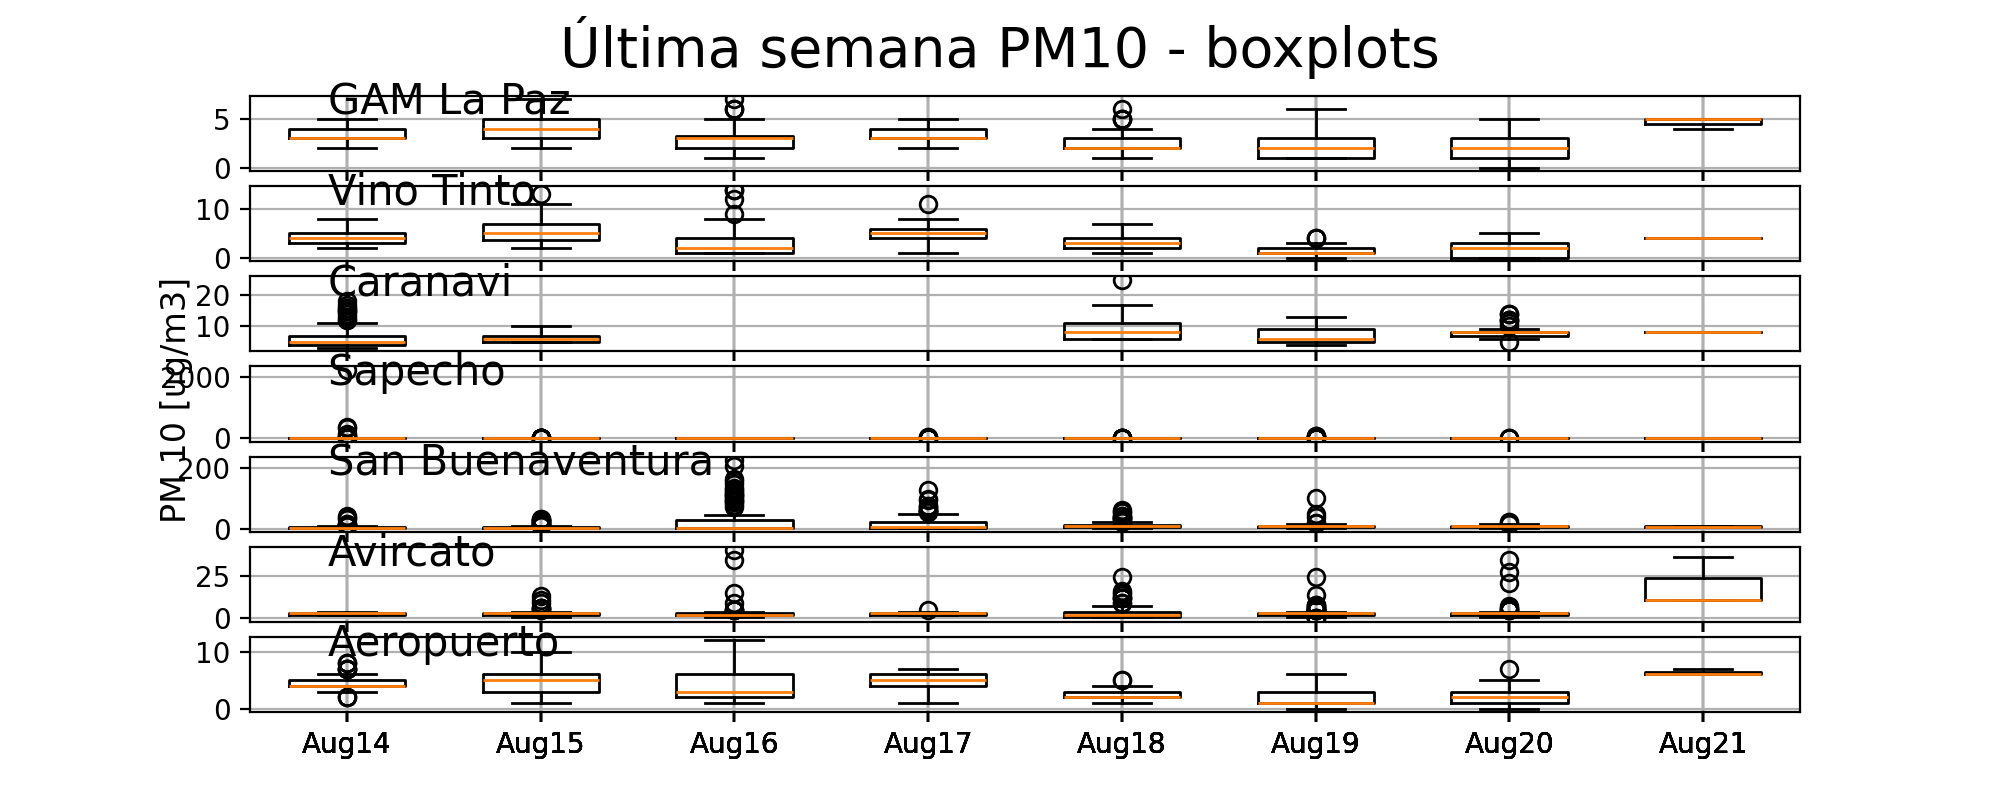 Última semana PM10 - boxplots
GAM La Paz
5
0
Vino Tinto
10
0
Caranavi
20
10
Sapecho
2000
0
San Buenaventura
200
0
Avircato
25
0
Aeropuerto
10
0
PM 10 [ug/m3]
Aug14 Aug15 Aug16 Aug17 Aug18 Aug19 Aug20 Aug21